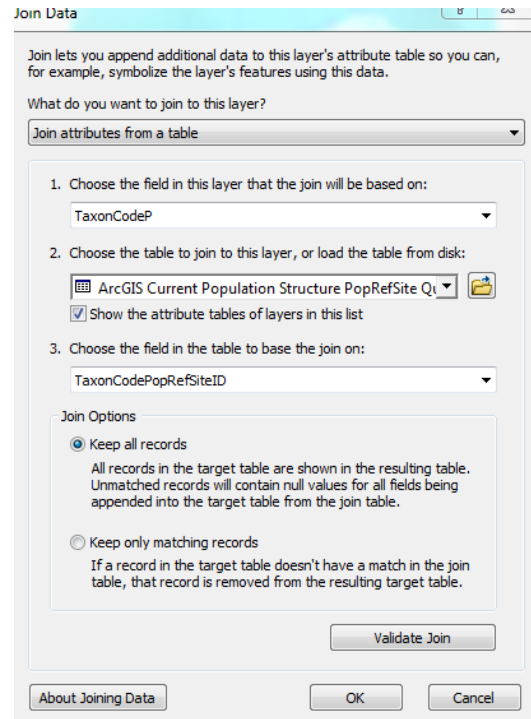 Join Data
Join lets you append additional data to this layer's attribute table so you can,
for example, symbolize the layer's features using this data.
What do you want to join to this layer?
Join attributes from a table
1. Choose the field in this layer that the join will be based on:
TaxonCodeP
2. Choose the table to join to this layer, or load the table from disk:
ArcGIS Current Population Structure PopRefSite
Show the attribute tables of layers in this list
3. Choose the field in the table to base the join on:
TaxonCodePopRefSiteID
Join Options
Keep all records
All records in the target table are shown in the resulting table.
Unmatched records will contain null values for all fields being
appended into the target table from the join table.
Keep only matching records
If a record in the target table doesn't have a match in the join
table, that record is removed from the resulting target table.
Validate Join
About Joining Data
OK
Cancel